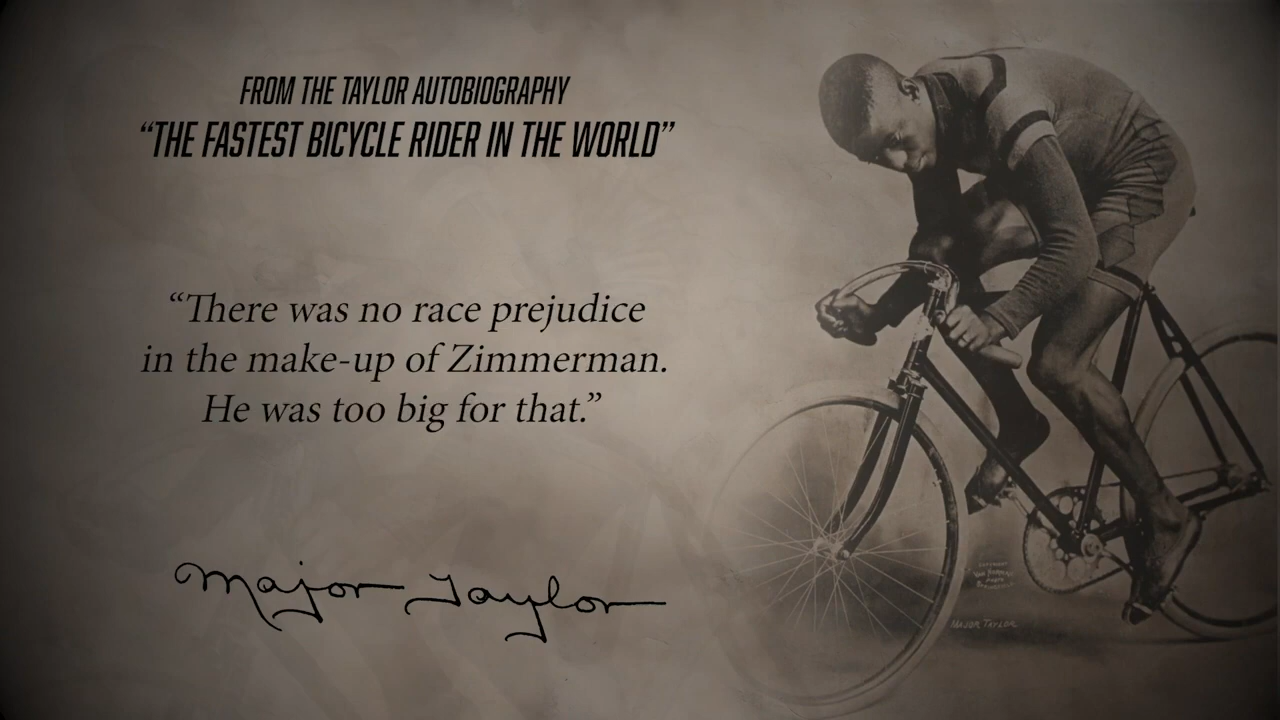 FROM THE TAYLOR AUTOBIOGRAPHY
“THE FASTEST BICYCLE RIDER IN THE WORLD”
“There was no race prejudice
in the make-up of Zimmerman.
He was too big for that.”
Major Taylor
MAJOR TAYLOR